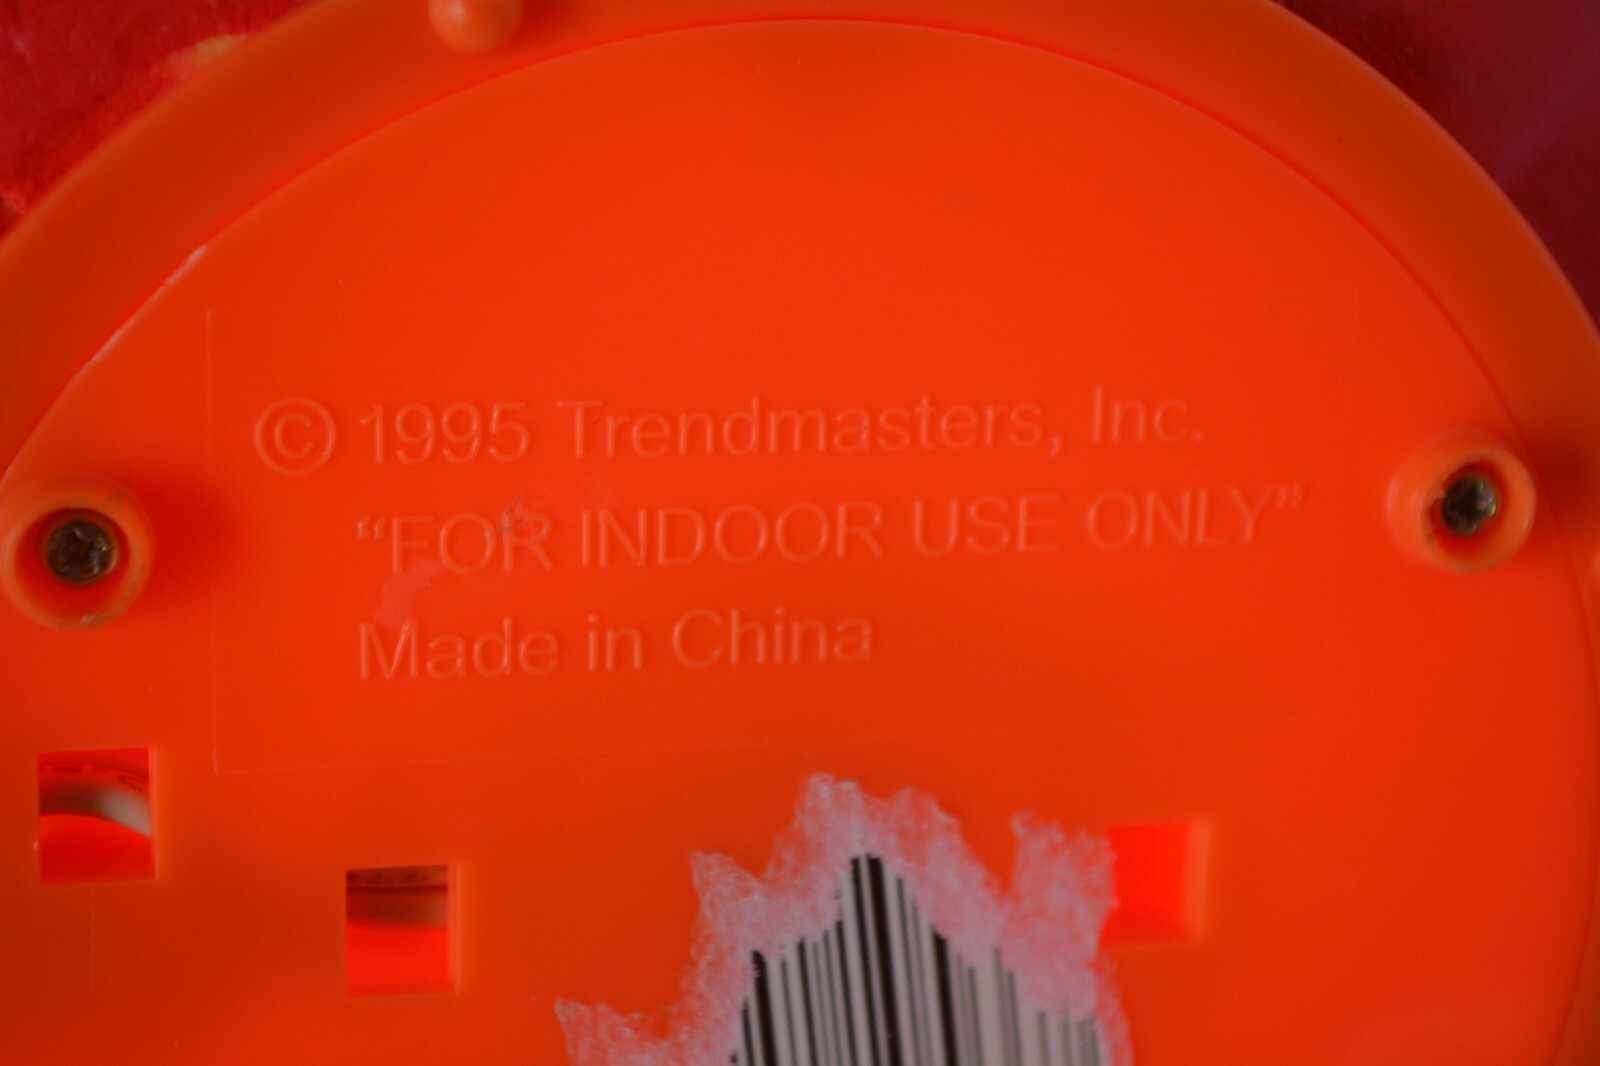 © 1995 Trendmasters, Inc.
“FOR INDOOR USE ONLY”
Made in China